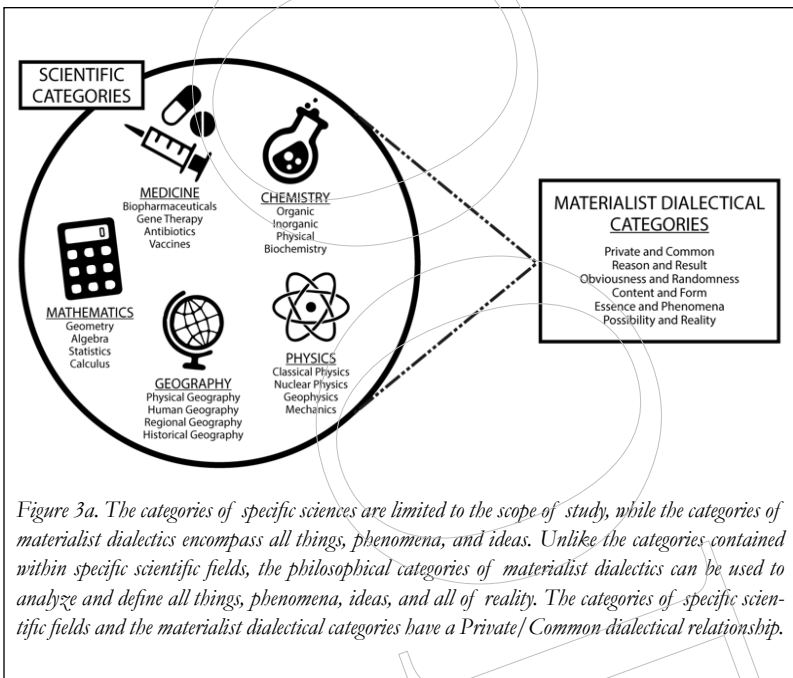 SCIENTIFIC
CATEGORIES
MEDICINE
Biopharmaceuticals
Gene Therapy
Antibiotics
Vaccines
CHEMISTRY
Organic
Inorganic
Physical
Biochemistry
0
MATHEMATICS
Geometry
Algebra
Statistics
Calculus
GEOGRAPHY
Physical Geography
Human Geography
Regional Geography
Historical Geography
PHYSICS
Classical Physics
Nuclear Physics
Geophysics
Mechanics
MATERIALIST DIALECTICAL
CATEGORIES
Private and Common
Reason and Result
Obviousness and Randomness
Content and Form
Essence and Phenomena
Possibility and Reality
Figure 3a. The categories of specific sciences are limited to the scope of study, while the categories of
materialist dialectics encompass all things, phenomena, and ideas. Unlike the categories contained
within specific scientific fields, the philosophical categories of materialist dialectics can be used to
analyze and define all things, phenomena, ideas, and all of reality. The categories of specific scien-
tific fields and the materialist dialectical categories have a Private/Common dialectical relationship.